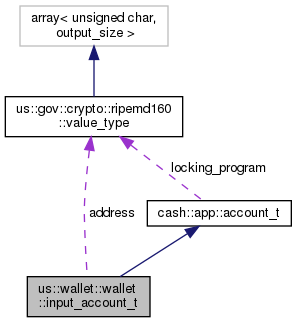 array< unsigned char,
output_size >
us::gov::crypto::ripemd160
::value_type
locking_program
address
cash::app::account_t
us::wallet::wallet
::input_account_t